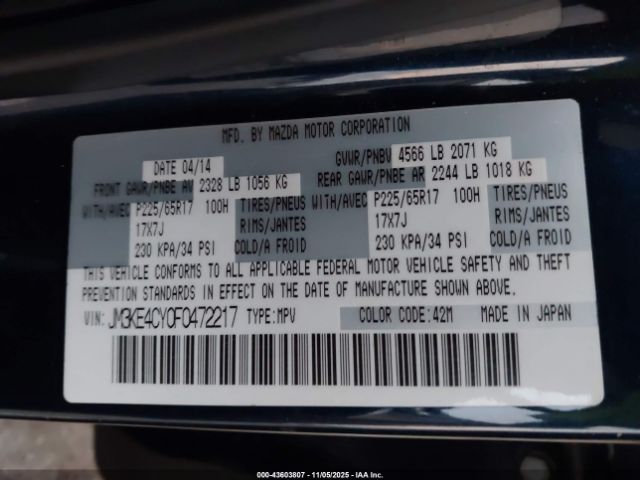 MFD. BY MAZDA MOTOR CORPORATION
DATE 04/14 GVWR/PNBV 4566 LB 2071 KG
FRONT GAWR/PNBE AV 2328 LB 1056 KG REAR GAWR/PNBE AR 2244 LB 1018 KG
WITH/AVEC P225/65R17 100H TIRES/PNEUS WITH/AVEC P225/65R17 100H TIRES/PNEUS
17X7J RIMS/JANTES 17X7J RIMS/JANTES
230 KPA/34 PSI COLD/A FROID 230 KPA/34 PSI COLD/A FROID
THIS VEHICLE CONFORMS TO ALL APPLICABLE FEDERAL MOTOR VEHICLE SAFETY AND THEFT
PREVENTION STANDARDS IN EFFECT ON THE DATE OF MANUFACTURE SHOWN ABOVE.
VIN: JM3KE4CY0F0472217 TYPE:MPV COLOR CODE:42M MADE IN JAPAN
000-43603807 - 11/05/2025 - IAA Inc.